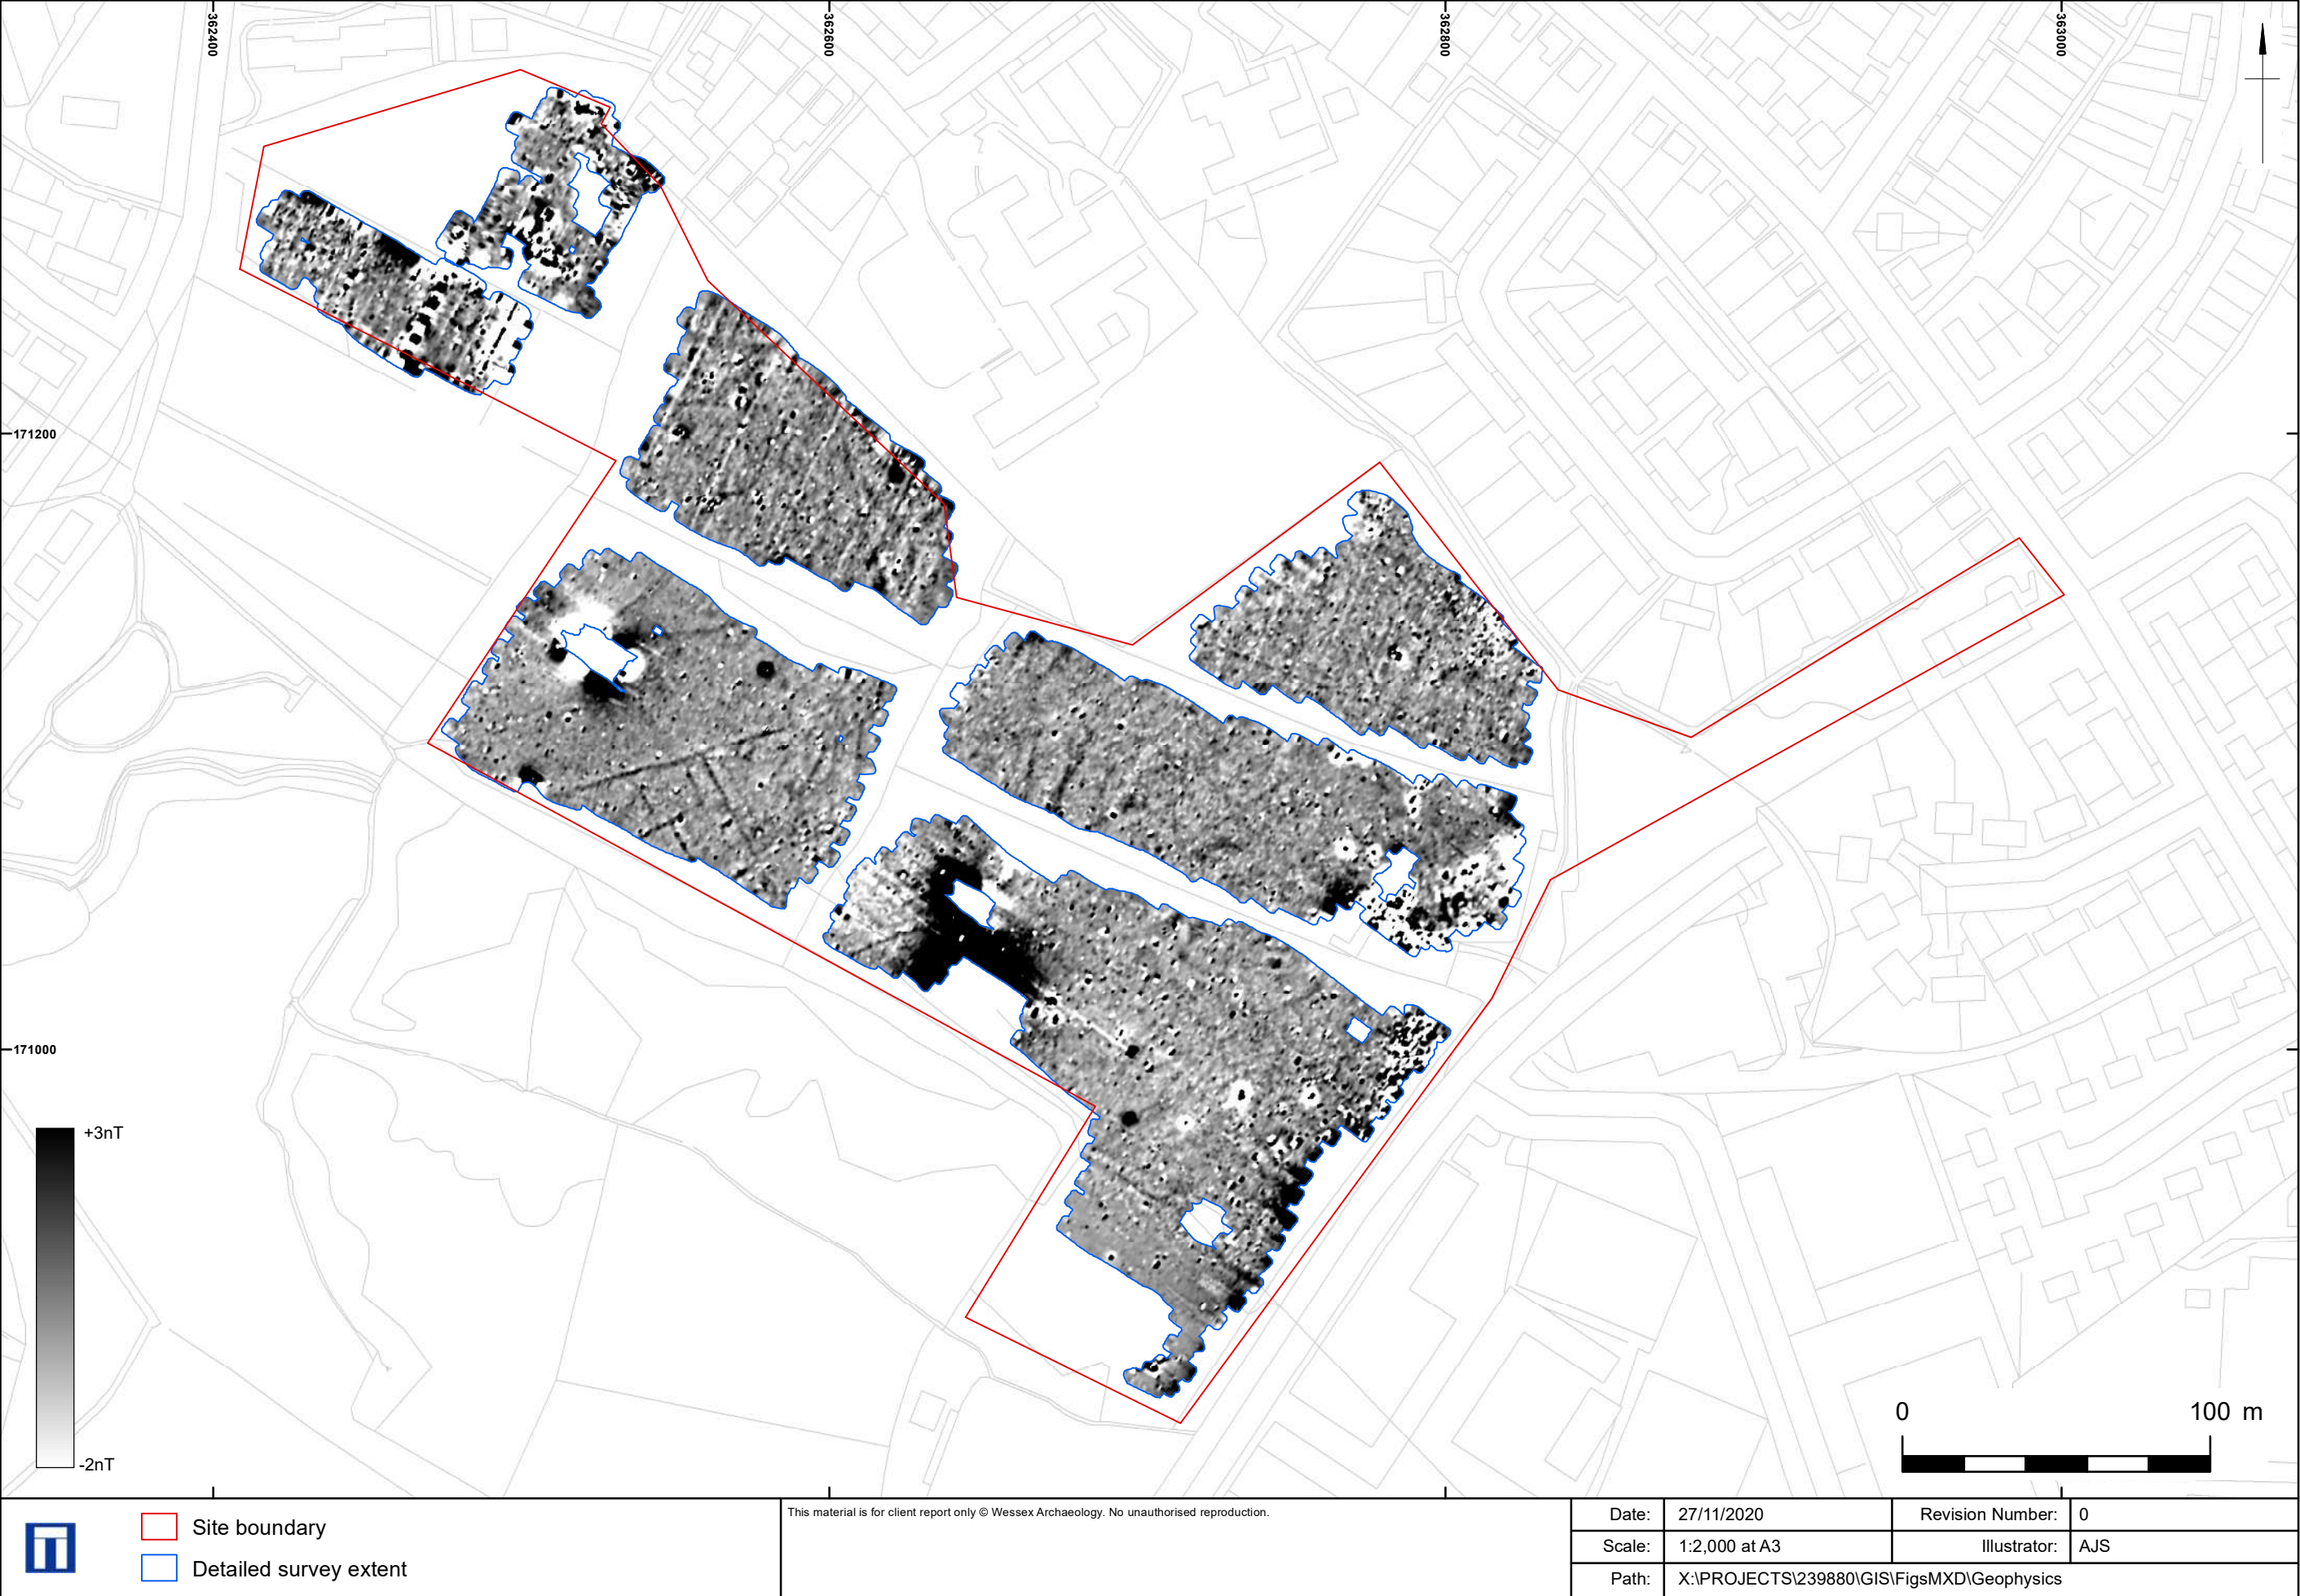 362400
362600
362800
363000
171200
171000
+3nT
-2nT
0 100 m
Site boundary
Detailed survey extent
This material is for client report only © Wessex Archaeology. No unauthorised reproduction.
Date: 27/11/2020 Revision Number: 0
Scale: 1:2,000 at A3 Illustrator: AJS
Path: X:\PROJECTS\239880\GIS\FigsMXD\Geophysics